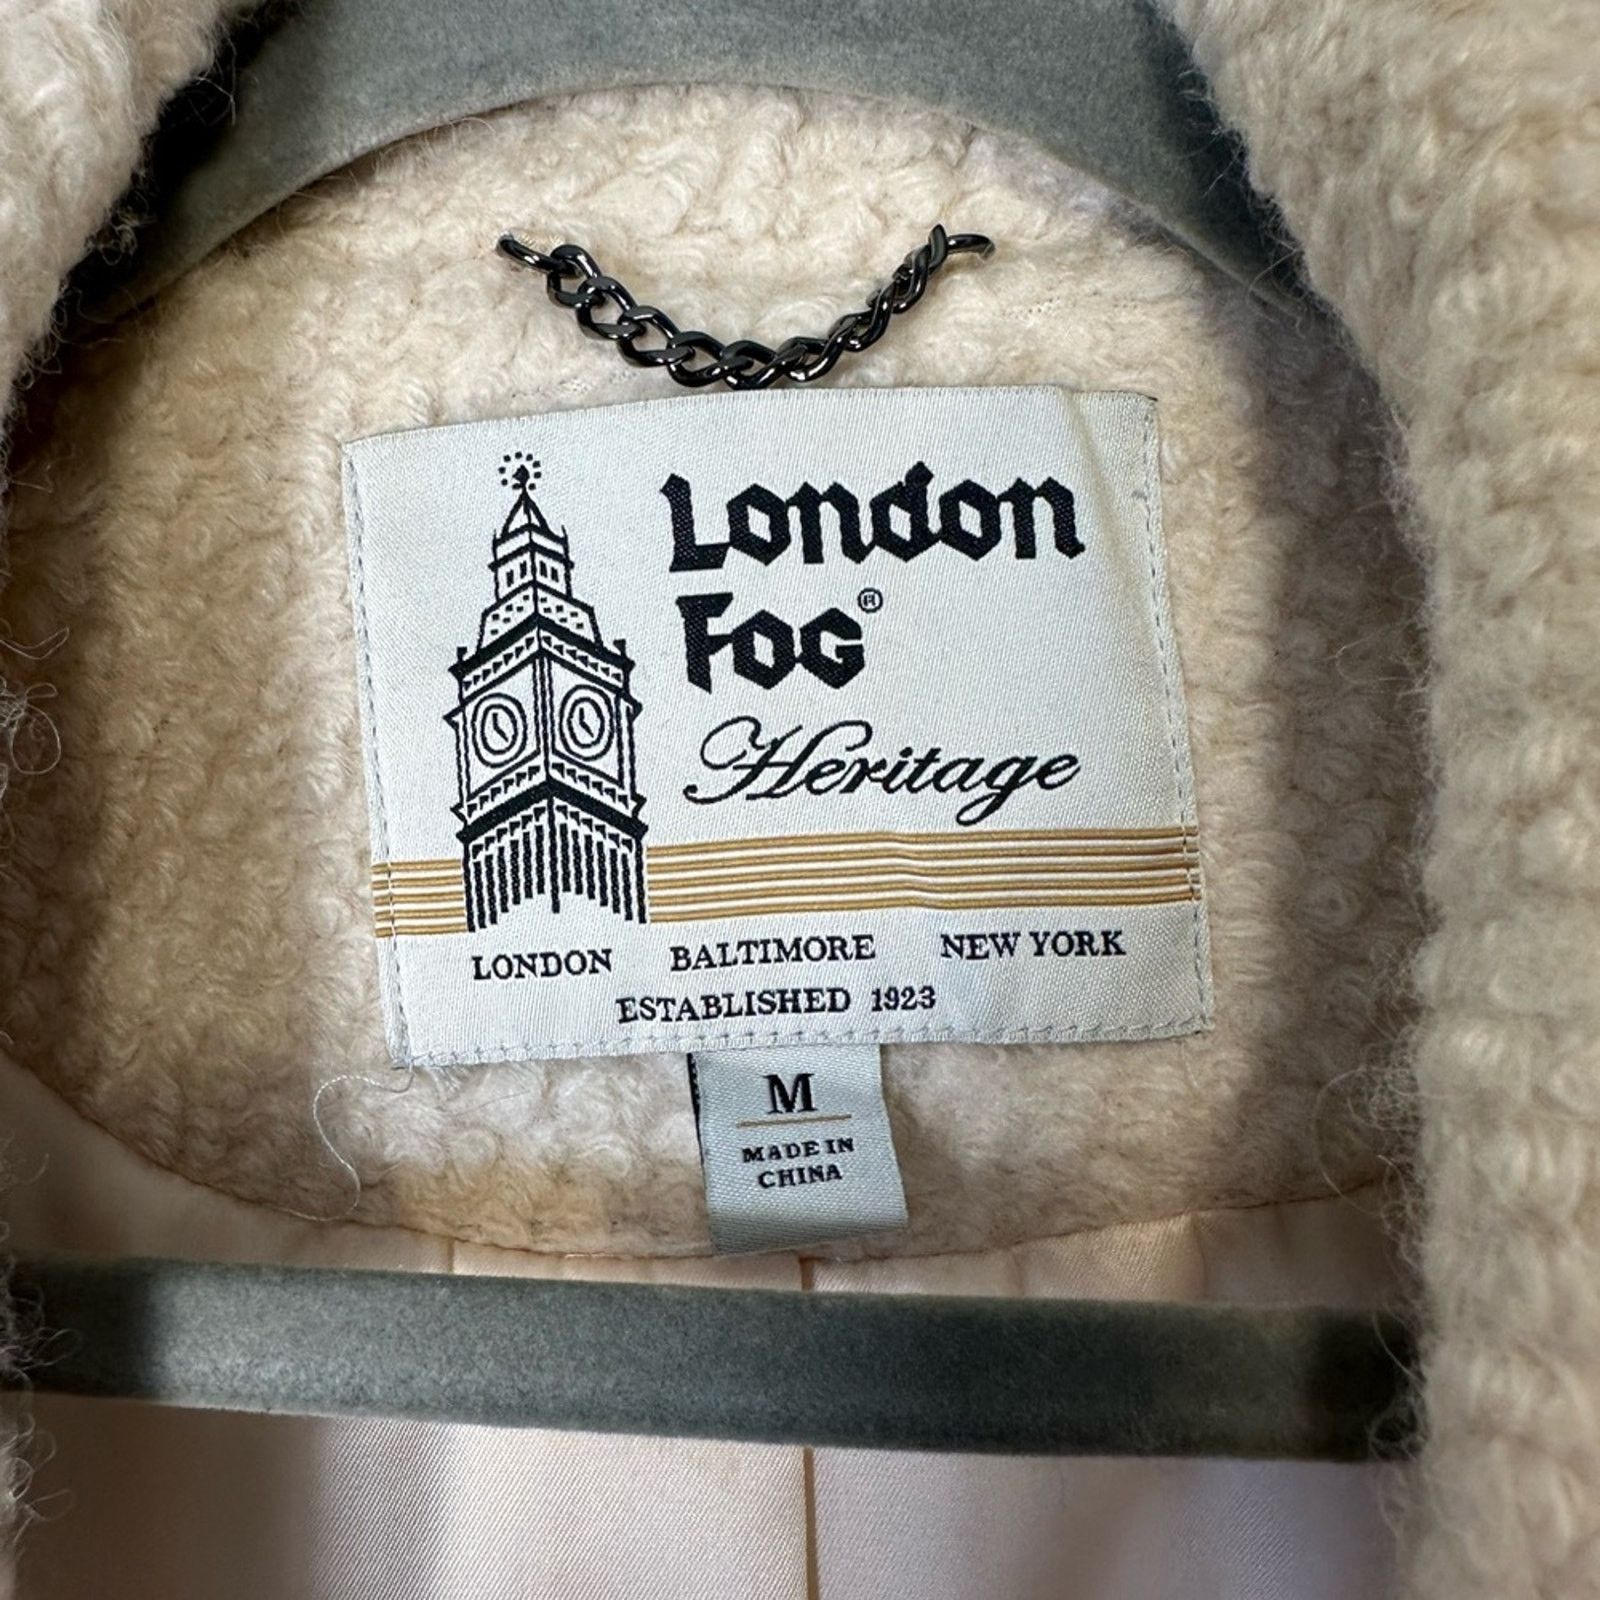 London
Fog®
Heritage
LONDON BALTIMORE NEW YORK
ESTABLISHED 1923
M
MADE IN
CHINA